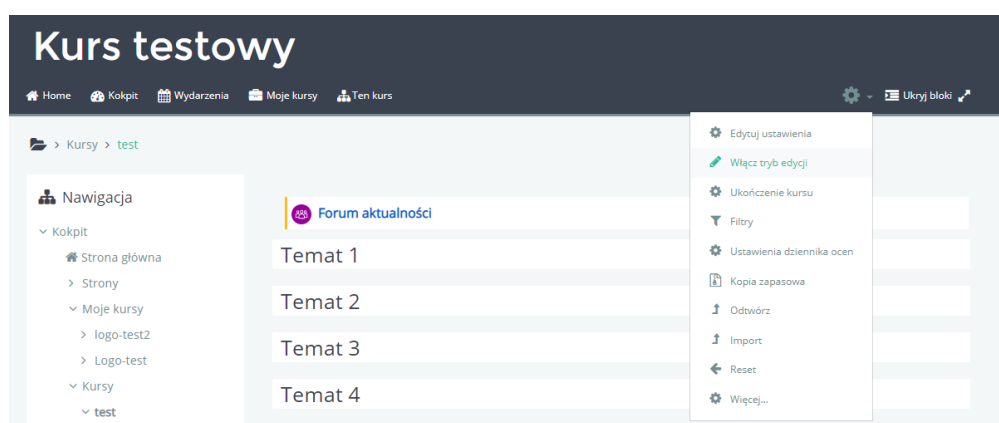 Kurs testowy
Home Kokpit Wydarzenia Moje kursy Ten kurs Ukryj bloki
> Kursy > test
Nawigacja
Kokpit
Strona główna
Strony
Moje kursy
logo-test2
Logo-test
Kursy
test
Forum aktualności
Temat 1
Temat 2
Temat 3
Temat 4
Edytuj ustawienia
Włącz tryb edycji
Ukończenie kursu
Filtry
Ustawienia dziennika ocen
Kopia zapasowa
Odtwórz
Import
Reset
Więcej...